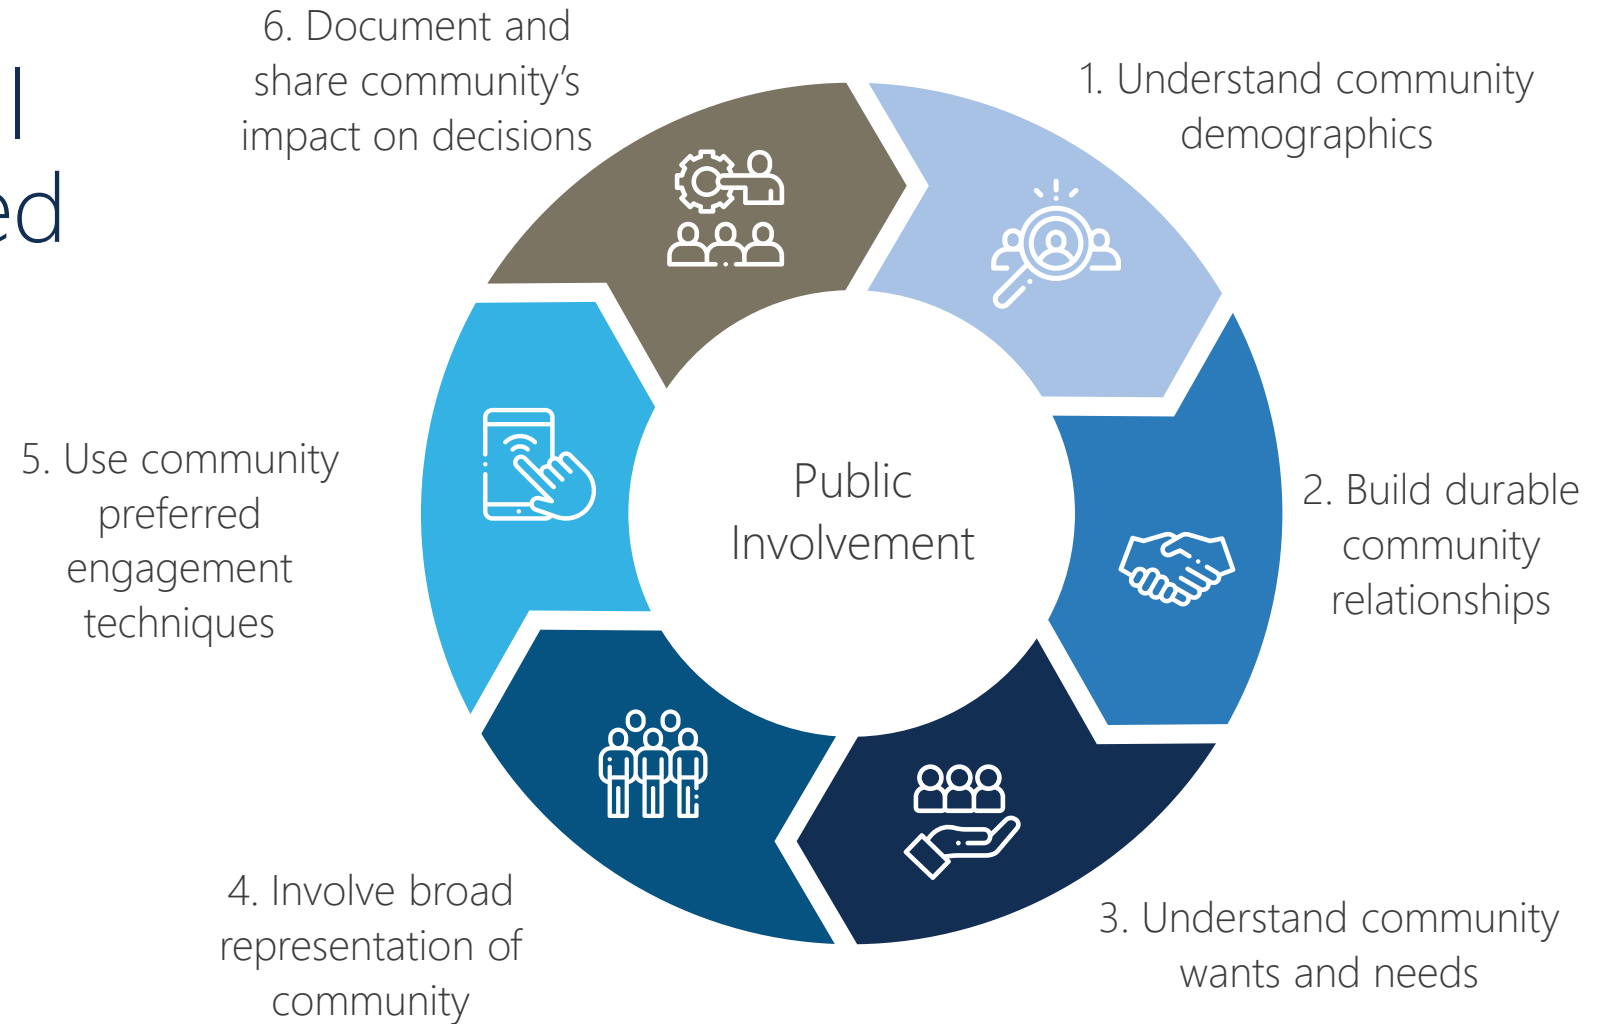 6. Document and
share community's
impact on decisions
1. Understand community
demographics
2. Build durable
community
relationships
3. Understand community
wants and needs
4. Involve broad
representation of
community
5. Use community
preferred
engagement
techniques
Public
Involvement